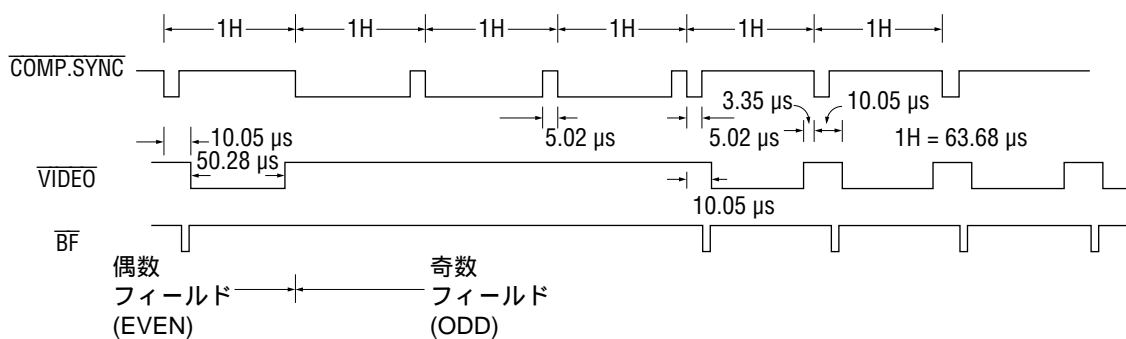 1H 1H 1H 1H 1H 1H
COMP.SYNC
3.35 µs 10.05 µs
10.05 µs 5.02 µs 5.02 µs 1H = 63.68 µs
50.28 µs
VIDEO
10.05 µs
BF
偶数 奇数
フィールド フィールド
(EVEN) (ODD)